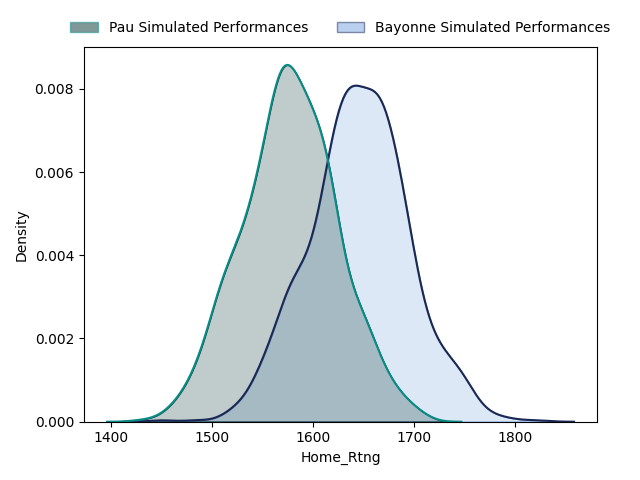 Pau Simulated Performances Bayonne Simulated Performances
0.008
0.006
0.004
0.002
0.000
Density
1400 1500 1600 1700 1800
Home_Rtng